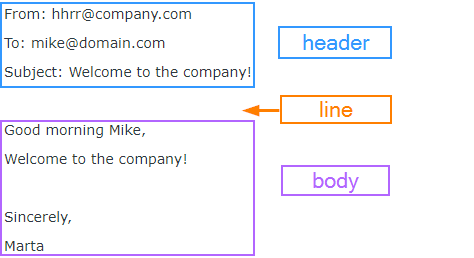 From: hhrr@company.com
To: mike@domain.com
Subject: Welcome to the company!
header
line
Good morning Mike,
Welcome to the company!
body
Sincerely,
Marta